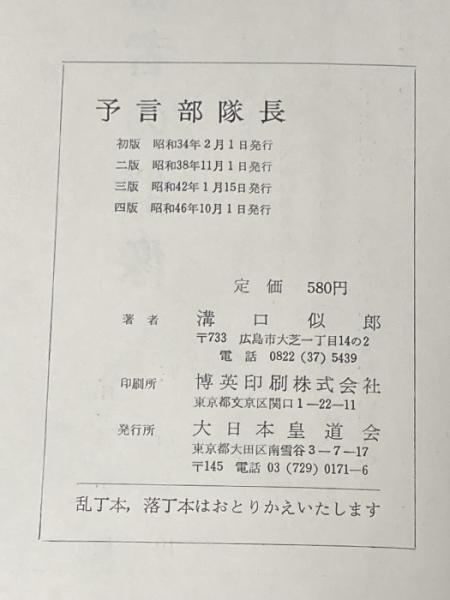 予言部隊長
初版 昭和34年2月1日発行
二版 昭和38年11月1日発行
三版 昭和42年1月15日発行
四版 昭和46年10月1日発行
定価 580円
著者 溝口似郎
〒733 広島市大芝一丁目14の2
電話 0822 (37) 5439
印刷所 博英印刷株式会社
東京都文京区関口1-22-11
発行所 大日本皇道会
東京都大田区南雪谷3-7-17
〒145 電話 03 (729) 0171-6
乱丁本,落丁本はおとりかえいたします